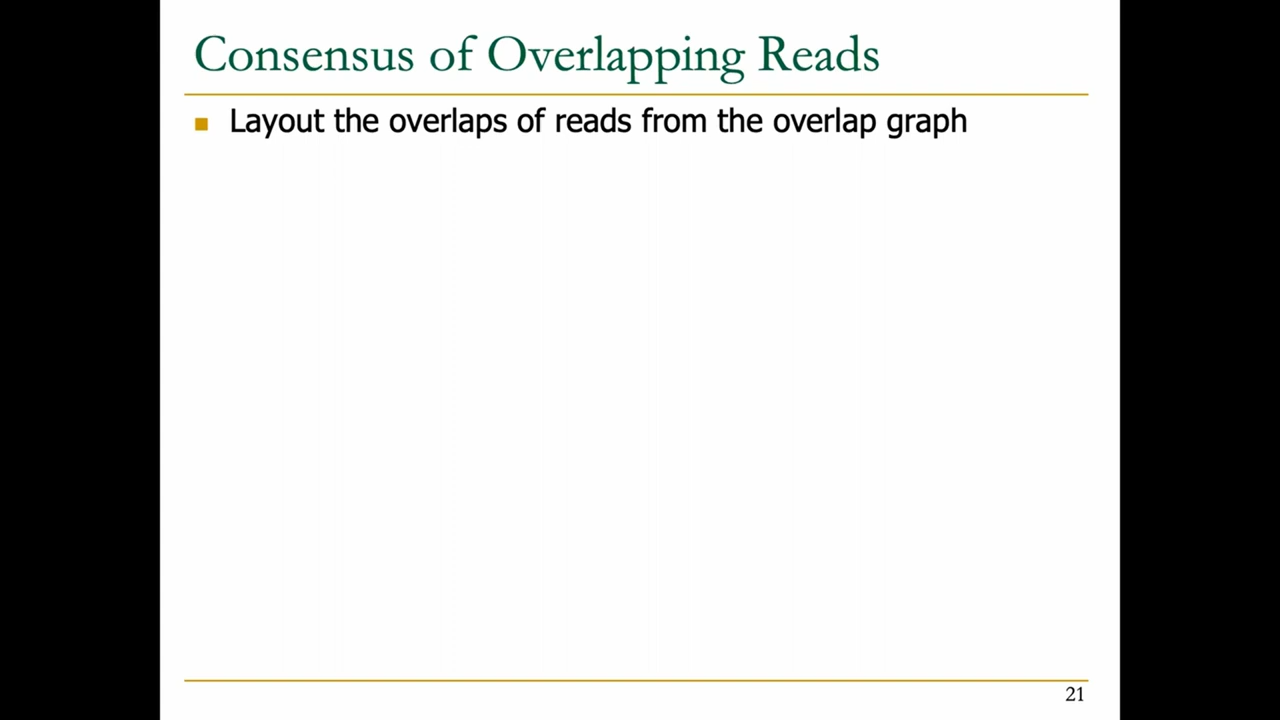 Consensus of Overlapping Reads
Layout the overlaps of reads from the overlap graph
21